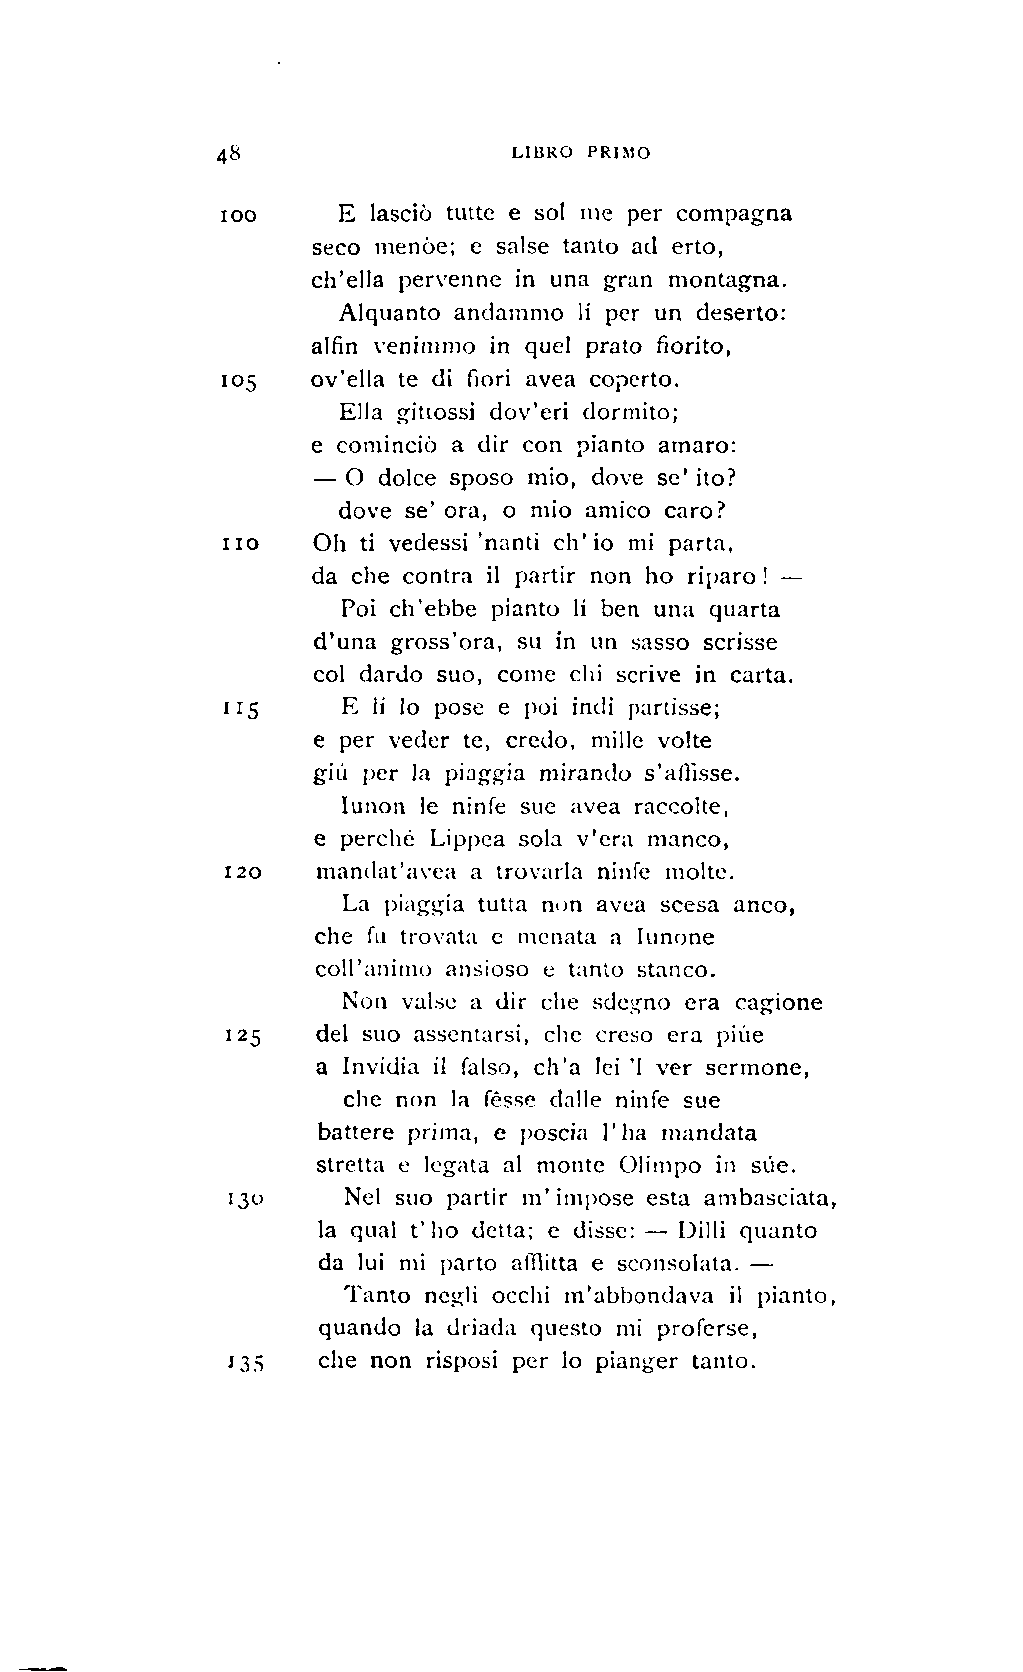 48 LIBRO PRIMO
100 E lasciò tutte e sol me per compagna
seco menòe; e salse tanto ad erto,
ch'ella pervenne in una gran montagna.
Alquanto andammo lí per un deserto:
alfin venimmo in quel prato fiorito,
105 ov'ella te di fiori avea coperto.
Ella gittossi dov'eri dormito;
e cominciò a dir con pianto amaro:
— O dolce sposo mio, dove se' ito?
dove se' ora, o mio amico caro?
110 Oh ti vedessi 'nanti ch'io mi parta,
da che contra il partir non ho riparo! —
Poi ch'ebbe pianto lí ben una quarta
d'una gross'ora, su in un sasso scrisse
col dardo suo, come chi scrive in carta.
115 E lí lo pose e poi indi partisse;
e per veder te, credo, mille volte
giú per la piaggia mirando s'affisse.
Iunon le ninfe sue avea raccolte,
e perché Lippea sola v'era manco,
120 mandat'avea a trovarla ninfe molte.
La piaggia tutta non avea scesa anco,
che fu trovata e menata a Iunone
coll'animo ansioso e tanto stanco.
Non valse a dir che sdegno era cagione
125 del suo assentarsi, che creso era piúe
a Invidia il falso, ch'a lei 'l ver sermone,
che non la fêsse dalle ninfe sue
battere prima, e poscia l'ha mandata
stretta e legata al monte Olimpo in súe.
130 Nel suo partir m'impose esta ambasciata,
la qual t'ho detta; e disse: — Dilli quanto
da lui mi parto afflitta e sconsolata. —
Tanto negli occhi m'abbondava il pianto,
quando la driada questo mi proferse,
135 che non risposi per lo pianger tanto.